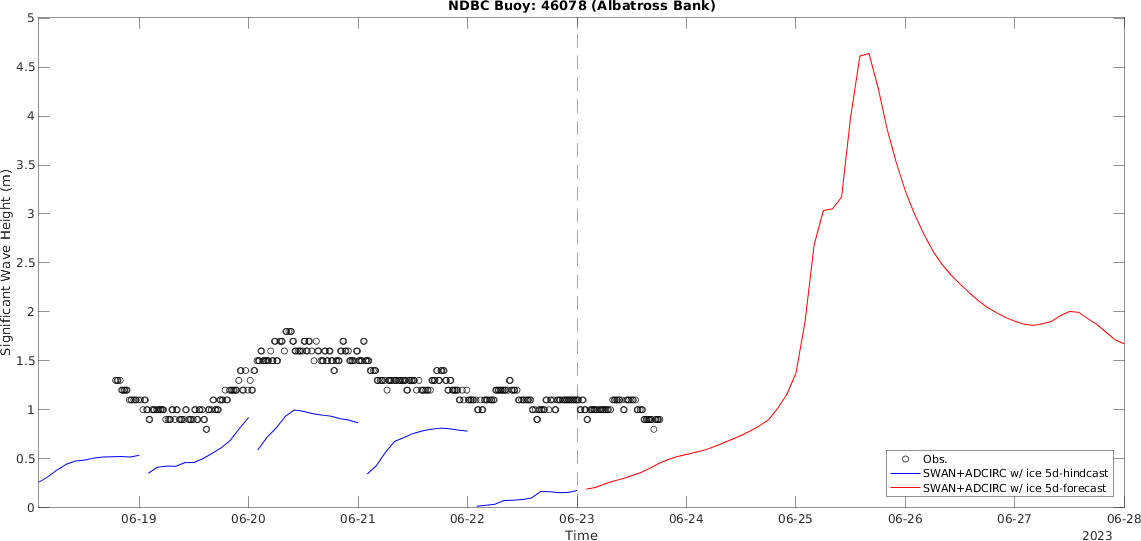 NDBC Buoy: 46078 (Albatross Bank)
5
4.5
4
3.5
3
2.5
2
1.5
1
0.5
0
Significant Wave Height (m)
Obs.
SWAN+ADCIRC w/ ice 5d-hindcast
SWAN+ADCIRC w/ ice 5d-forecast
06-19 06-20 06-21 06-22 06-23 06-24 06-25 06-26 06-27 06-28
Time
2023